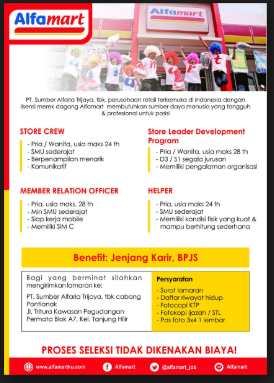 Alfamart
Alfamart
PT. Sumber Alfaria Trijaya, tbk, perusahaan retail terkemuka di Indonesia dengan
lisensi merek dagang Alfamart membutuhkan sumber daya manusia yang tangguh
& profesional untuk posisi
STORE CREW
- Pria / Wanita, usia maks 24 th
- SMU sederajat
- Berpenampilan menarik
- Komunikatif
Store Leader Development
Program
- Pria / Wanita, usia maks 28 th
- D3 / S1 segala jurusan
- Memiliki pengalaman organisasi
MEMBER RELATION OFFICER
- Pria, usia maks, 28 th
- Min SMU sederajat
- Siap kerja mobile
- Memiliki SIM C
HELPER
- Pria, usia maks 24 th
- SMU sederajat
- Memiliki kondisi fisik yang kuat &
mampu berhitung sederhana
Benefit: Jenjang Karir, BPJS
Bagi yang berminat silahkan
mengirimkan lamaran ke:
PT. Sumber Alfaria Trijaya, tbk cabang
Pontianak
Jl. Tritura Kawasan Pegudangan
Permata Blok A7, Kel. Tanjung Hilir
Persyaratan
- Surat lamaran
- Daftar riwayat hidup
- Fotocopi KTP
- Fotokopi ijazah / STL
- Pas foto 3x4 1 lembar
PROSES SELEKSI TIDAK DIKENAKAN BIAYA!
www.alfamartku.com
Alfamart
@alfamart_job
Alfamart